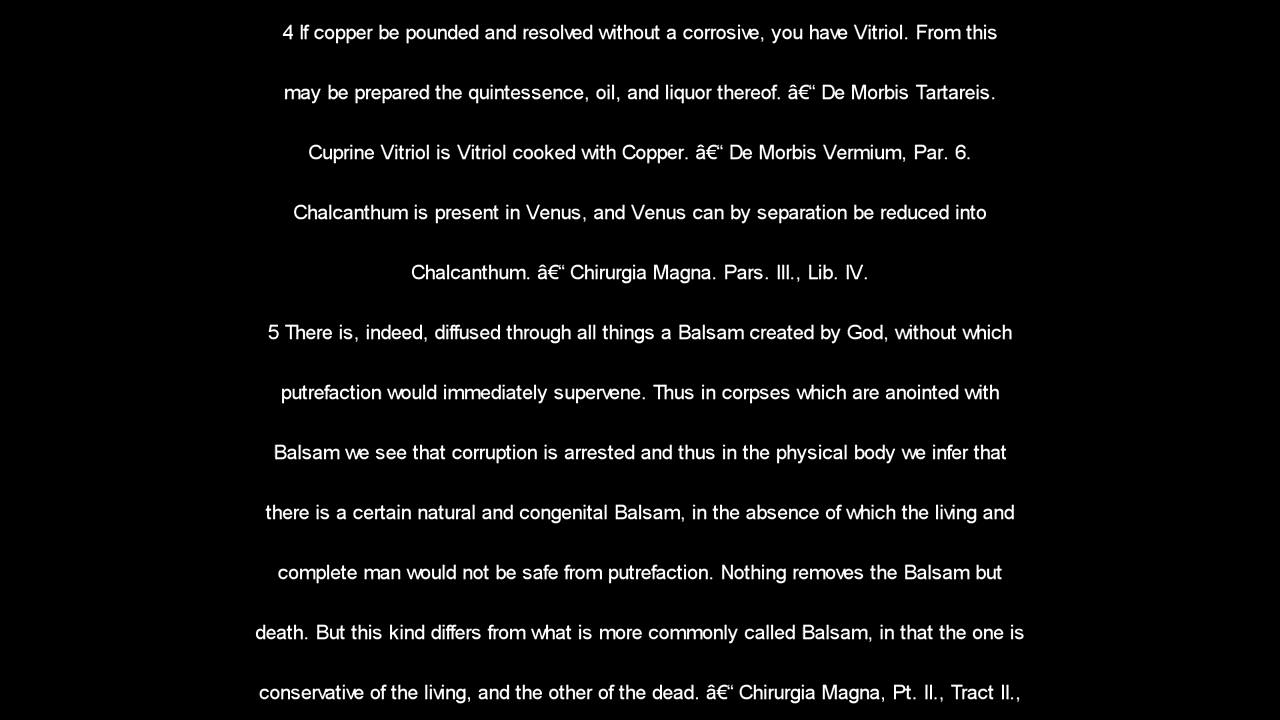 4 If copper be pounded and resolved without a corrosive, you have Vitriol. From this
may be prepared the quintessence, oil, and liquor thereof. â€“ De Morbis Tartareis.
Cuprine Vitriol is Vitriol cooked with Copper. â€“ De Morbis Vermium, Par. 6.
Chalcanthum is present in Venus, and Venus can by separation be reduced into
Chalcanthum. â€“ Chirurgia Magna. Pars. III., Lib. IV.
5 There is, indeed, diffused through all things a Balsam created by God, without which
putrefaction would immediately supervene. Thus in corpses which are anointed with
Balsam we see that corruption is arrested and thus in the physical body we infer that
there is a certain natural and congenital Balsam, in the absence of which the living and
complete man would not be safe from putrefaction. Nothing removes the Balsam but
death. But this kind differs from what is more commonly called Balsam, in that the one is
conservative of the living, and the other of the dead. â€“ Chirurgia Magna, Pt. II., Tract II.,